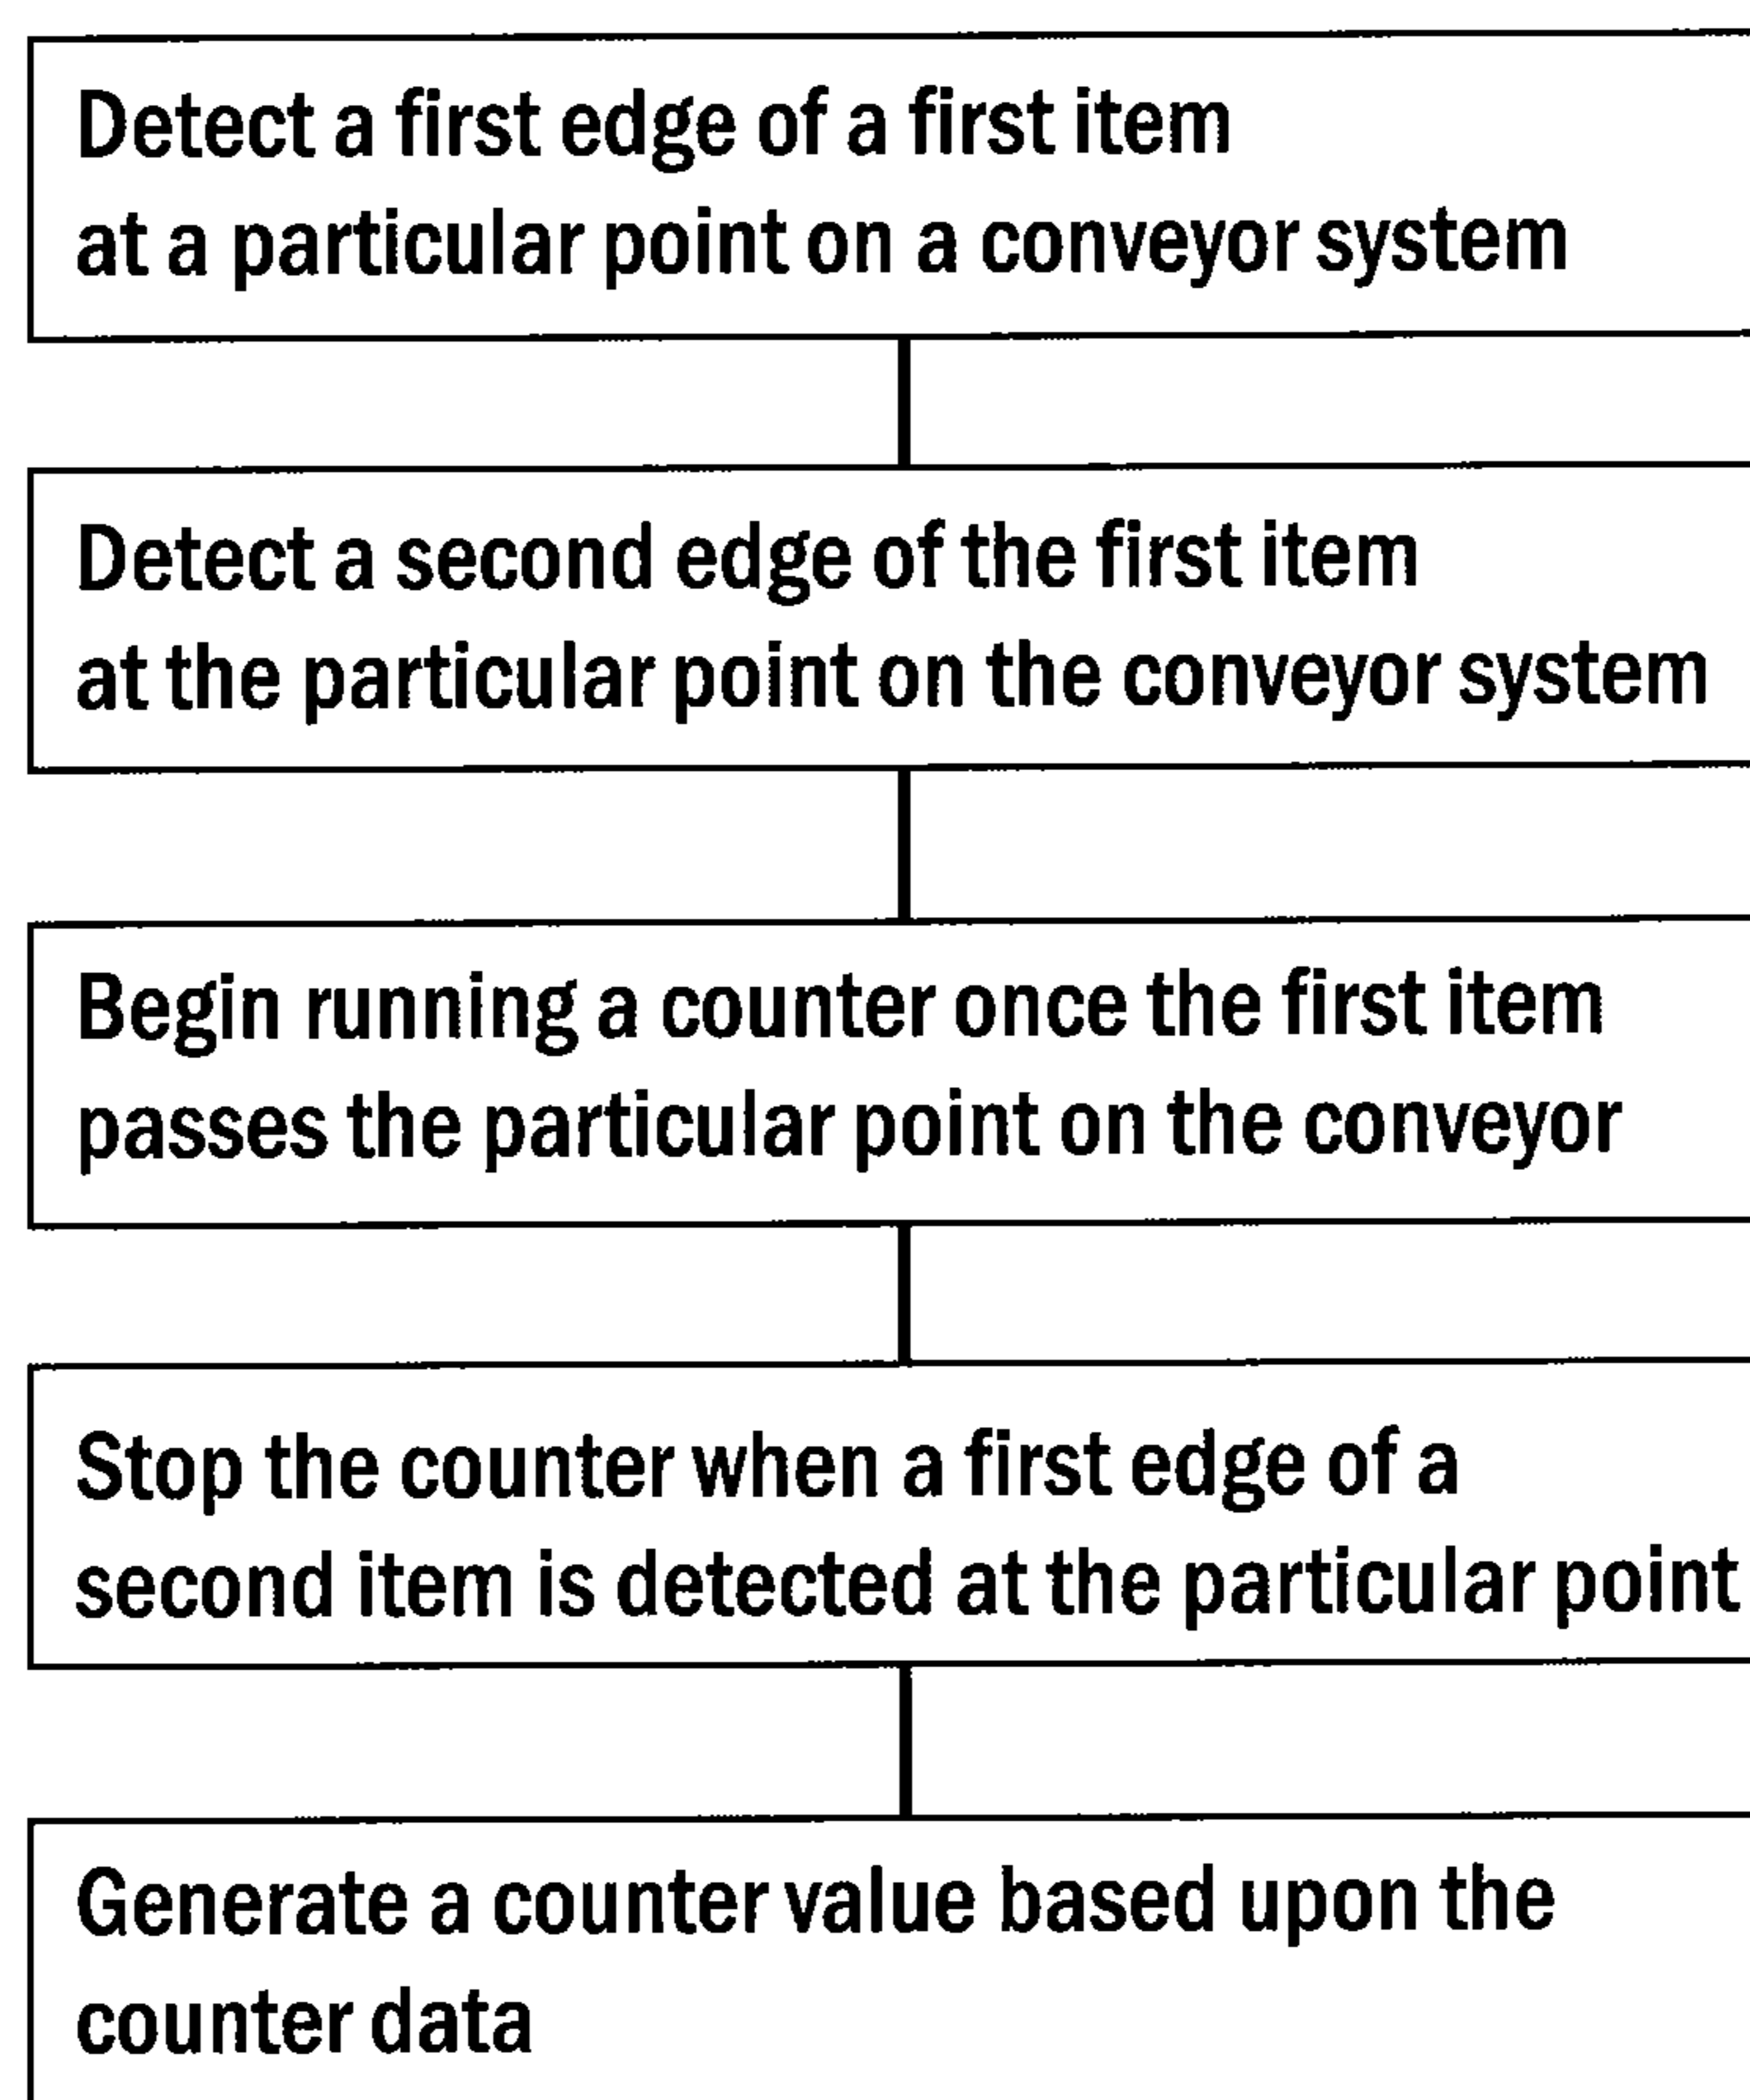 Detect a first edge of a first item
at a particular point on a conveyor system
Detect a second edge of the first item
at the particular point on the conveyor system
Begin running a counter once the first item
passes the particular point on the conveyor
Stop the counter when a first edge of a
second item is detected at the particular point
Generate a counter value based upon the
counter data